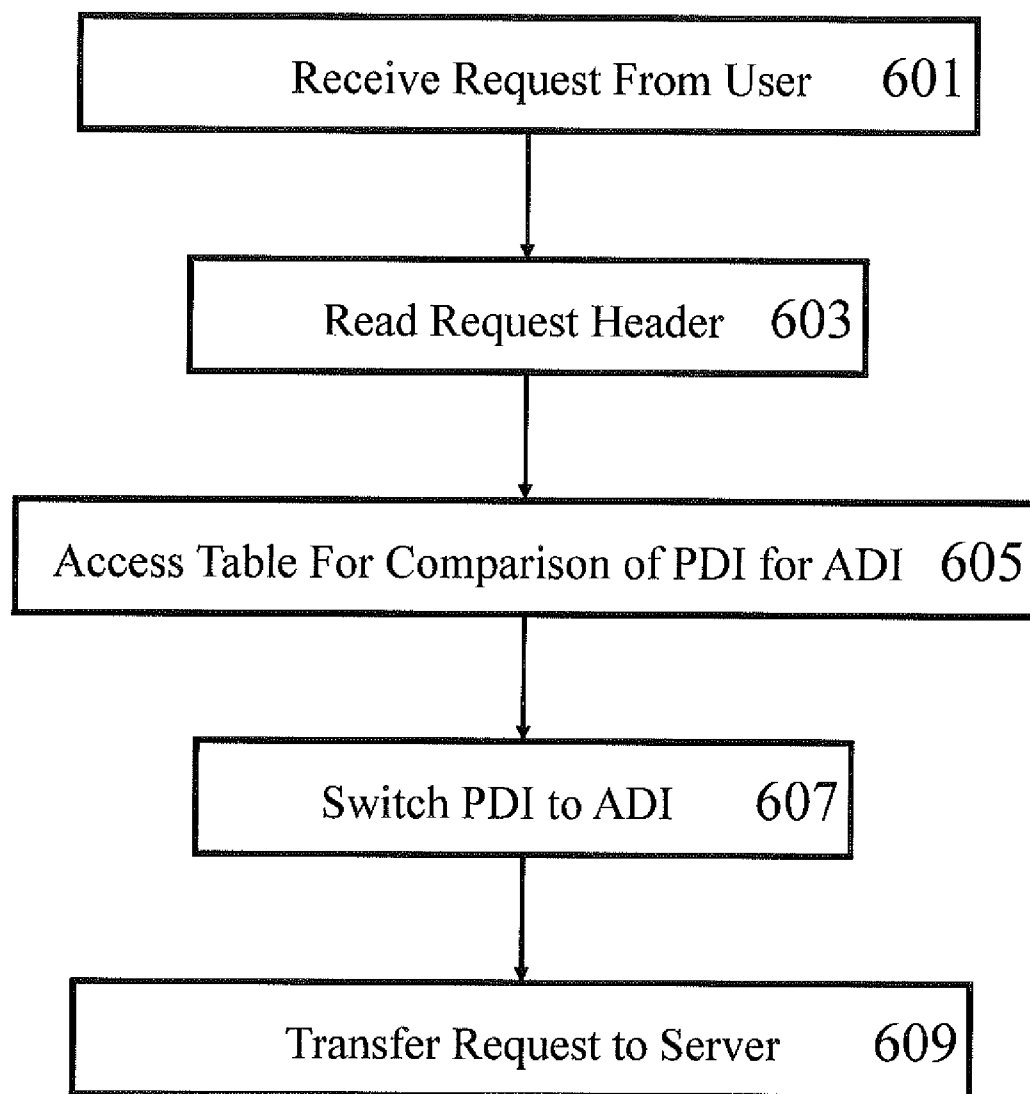 Receive Request From User 601
Read Request Header 603
Access Table For Comparison of PDI for ADI 605
Switch PDI to ADI 607
Transfer Request to Server 609